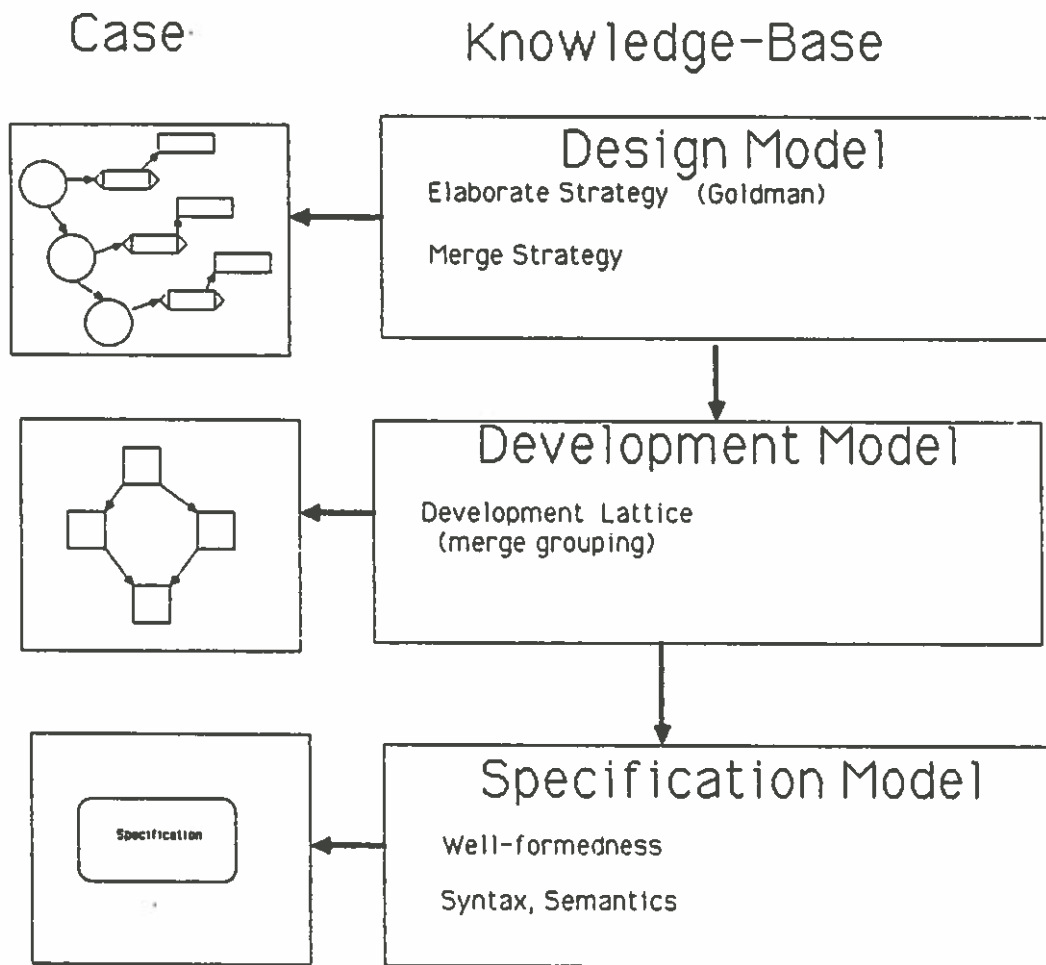 Case
Knowledge-Base
Design Model
Elaborate Strategy (Goldman)
Merge Strategy
Development Model
Development Lattice
(merge grouping)
Specification Model
Specification
Well-formedness
Syntax, Semantics